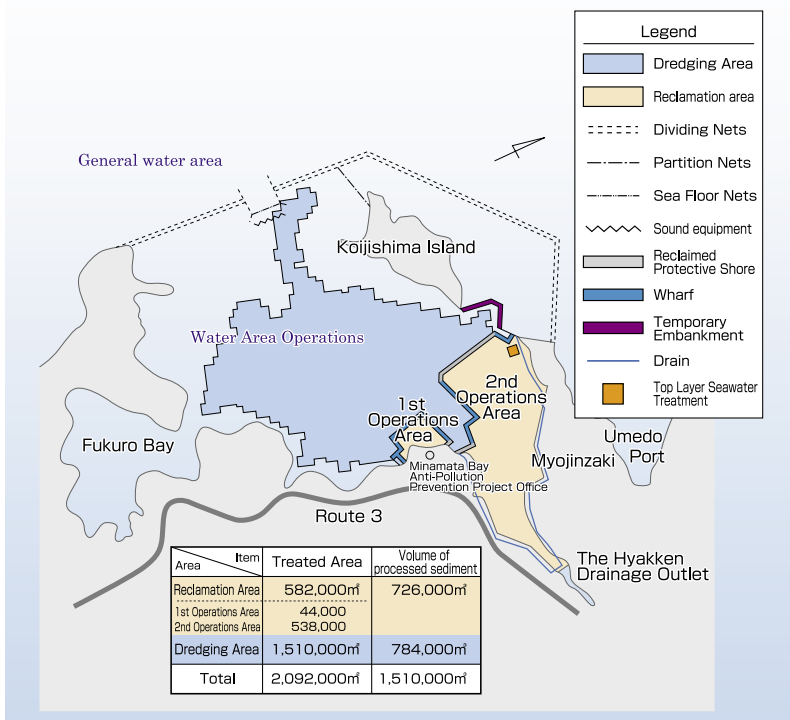 Legend
Dredging Area
Reclamation area
Dividing Nets
Partition Nets
Sea Floor Nets
Sound equipment
Reclaimed
Protective Shore
Wharf
Temporary
Embankment
Drain
Top Layer Seawater
Treatment
General water area
Koijishima Island
Water Area Operations
2nd
Operations
Area
1st
Operations
Area
Fukuro Bay
Umedo
Port
Myojinzaki
Minamata Bay
Anti-Pollution
Prevention Project Office
Route 3
The Hyakken
Drainage Outlet
Area Item Treated Area Volume of
processed sediment
Reclamation Area 582,000㎡ 726,000㎥
1st Operations Area 44,000
2nd Operations Area 538,000
Dredging Area 1,510,000㎡ 784,000㎥
Total 2,092,000㎡ 1,510,000㎥